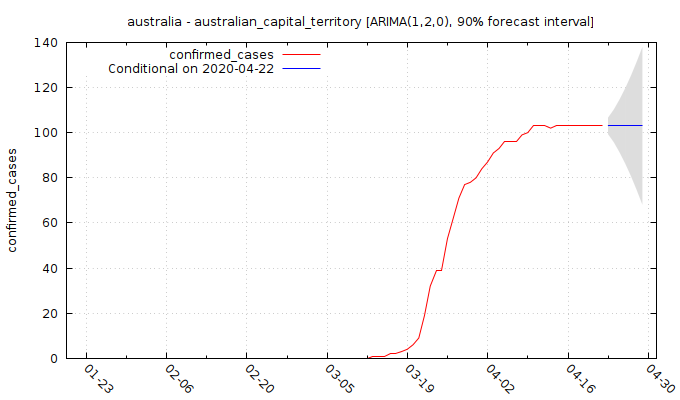 australia - australian_capital_territory [ARIMA(1,2,0), 90% forecast interval]
confirmed_cases
Conditional on 2020-04-22
confirmed_cases
140
120
100
80
60
40
20
0
01-23 02-06 02-20 03-05 03-19 04-02 04-16 04-30